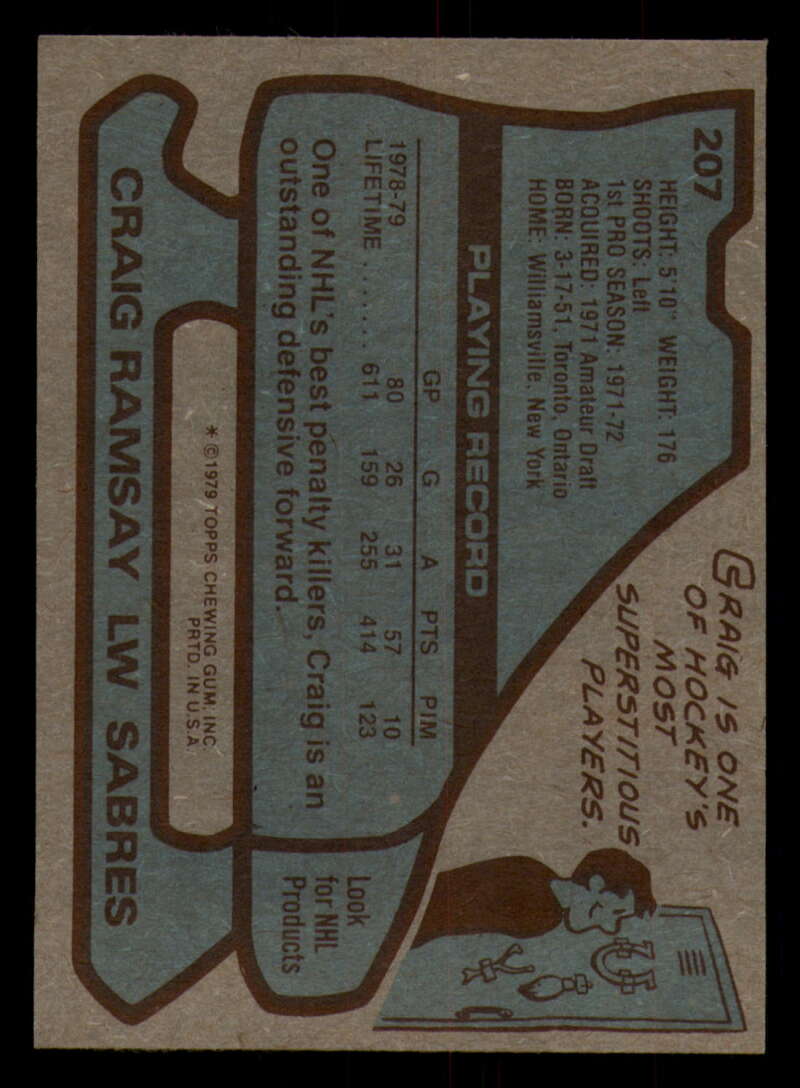 207
HEIGHT: 5'10" WEIGHT: 176
SHOOTS: Left
1st PRO SEASON: 1971-72
ACQUIRED: 1971 Amateur Draft
BORN: 3-17-51, Toronto, Ontario
HOME: Williamsville, New York
CRAIG IS ONE
OF HOCKEY'S
MOST
SUPERSTITIOUS
PLAYERS.
PLAYING RECORD
GP G A PTS PIM
1978-79 80 26 31 57 10
LIFETIME ....... 611 159 255 414 123
One of NHL's best penalty killers, Craig is an
outstanding defensive forward.
Look
for NHL
Products
* ©1979 TOPPS CHEWING GUM, INC.
PRTD. IN U.S.A.
CRAIG RAMSAY LW SABRES